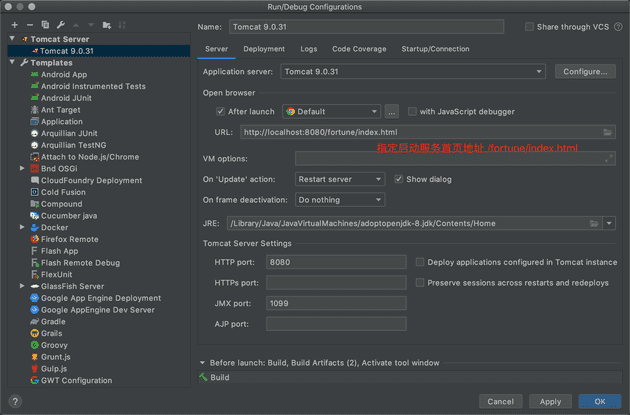 Run/Debug Configurations
Name: Tomcat 9.0.31
Share through VCS
Tomcat Server
Tomcat 9.0.31
Templates
Android App
Android Instrumented Tests
Android JUnit
Ant Target
Application
Arquillian JUnit
Arquillian TestNG
Attach to Node.js/Chrome
Bnd OSGi
CloudFoundry Deployment
Cold Fusion
Compound
Cucumber java
Docker
Firefox Remote
Flash App
Flash Remote Debug
FlexUnit
GlassFish Server
Google App Engine Deployment
Google AppEngine Dev Server
Gradle
Grails
Groovy
Grunt.js
Gulp.js
GWT Configuration
Server Deployment Logs Code Coverage Startup/Connection
Application server: Tomcat 9.0.31 Configure...
Open browser
After launch Default ... with JavaScript debugger
URL: http://localhost:8080/fortune/index.html
指定启动服务首页地址 /fortune/index.html
VM options:
On 'Update' action: Restart server Show dialog
On frame deactivation: Do nothing
JRE: /Library/Java/JavaVirtualMachines/adoptopenjdk-8.jdk/Contents/Home
Tomcat Server Settings
HTTP port: 8080 Deploy applications configured in Tomcat instance
HTTPs port: Preserve sessions across restarts and redeploys
JMX port: 1099
AJP port:
Before launch: Build, Build Artifacts (2), Activate tool window
Build
? Cancel Apply OK